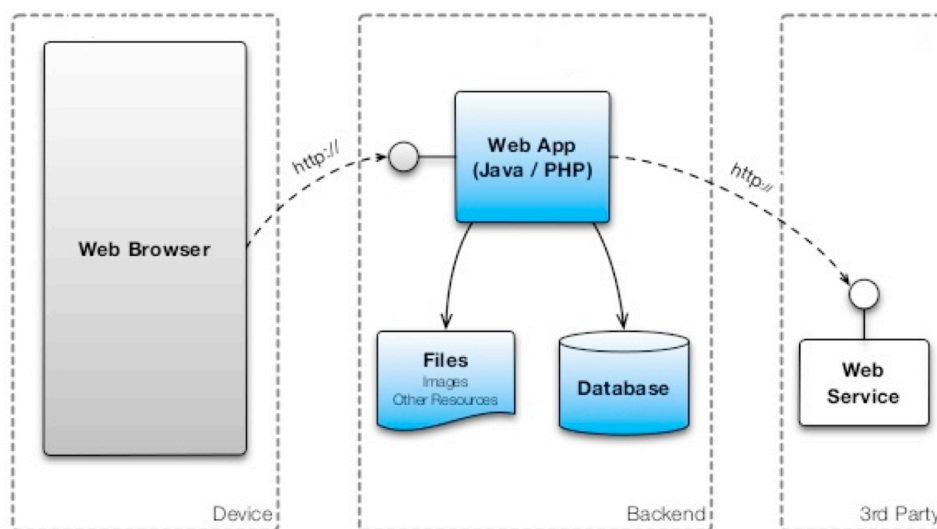 Web Browser
http://
Web App
(Java / PHP)
http://
Files
Images
Other Resources
Database
Web
Service
Device
Backend
3rd Party